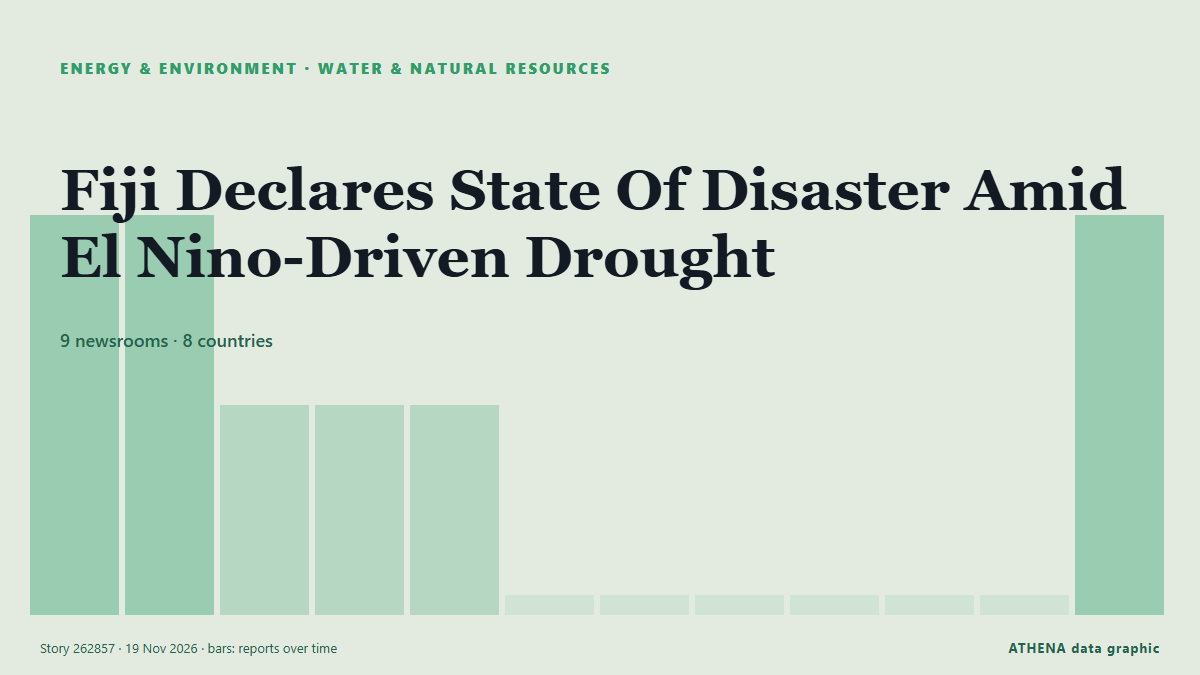 ENERGY & ENVIRONMENT · WATER & NATURAL RESOURCES
Fiji Declares State Of Disaster Amid
El Nino-Driven Drought
9 newsrooms · 8 countries
Story 262857 · 19 Nov 2026 · bars: reports over time
ATHENA data graphic